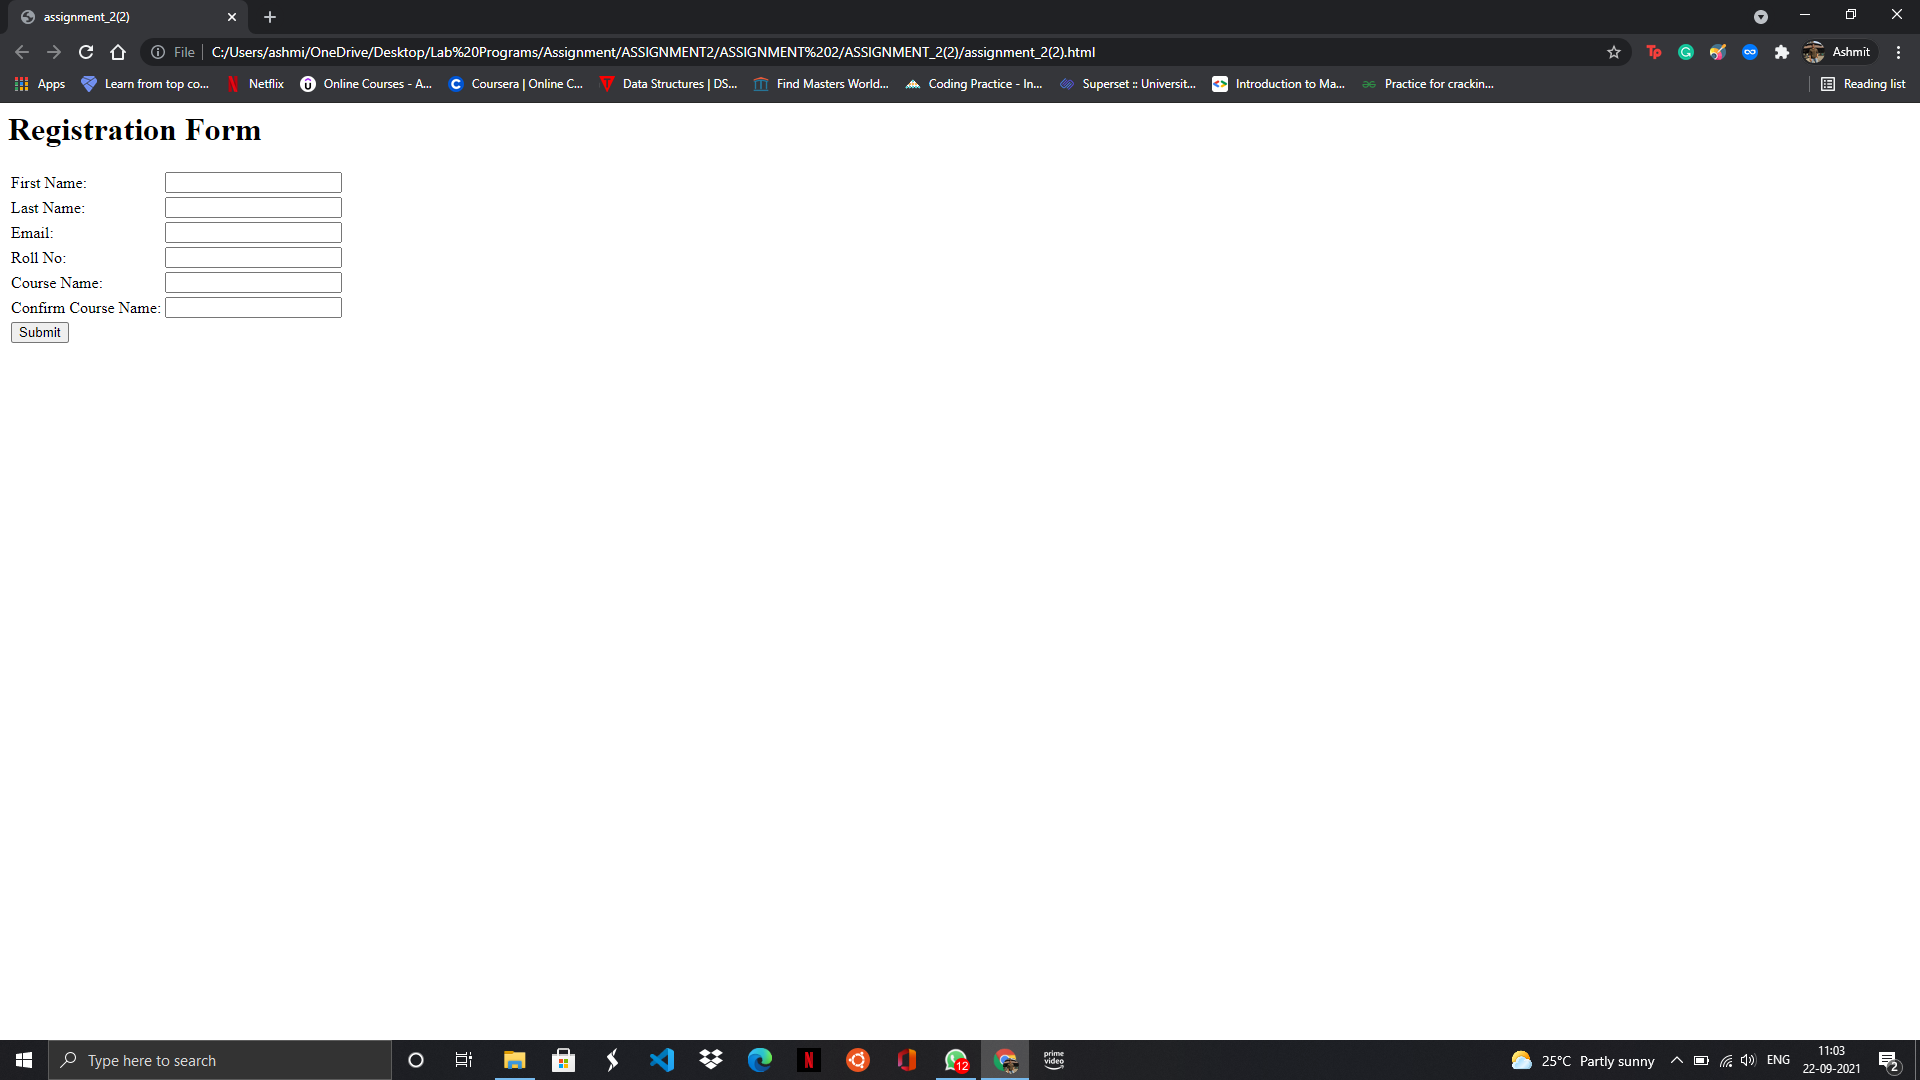 assignment_2(2)
File C:/Users/ashmi/OneDrive/Desktop/Lab%20Programs/Assignment/ASSIGNMENT2/ASSIGNMENT%202/ASSIGNMENT_2(2)/assignment_2(2).html Tp Ashmit
Apps Learn from top co... Netflix Online Courses - A... Coursera | Online C... Data Structures | DS... Find Masters World... Coding Practice - In... Superset :: Universit... Introduction to Ma... Practice for crackin... Reading list
Registration Form
First Name:
Last Name:
Email:
Roll No:
Course Name:
Confirm Course Name:
Submit
Type here to search 12 prime video 25°C Partly sunny ENG 11:03
22-09-2021 2